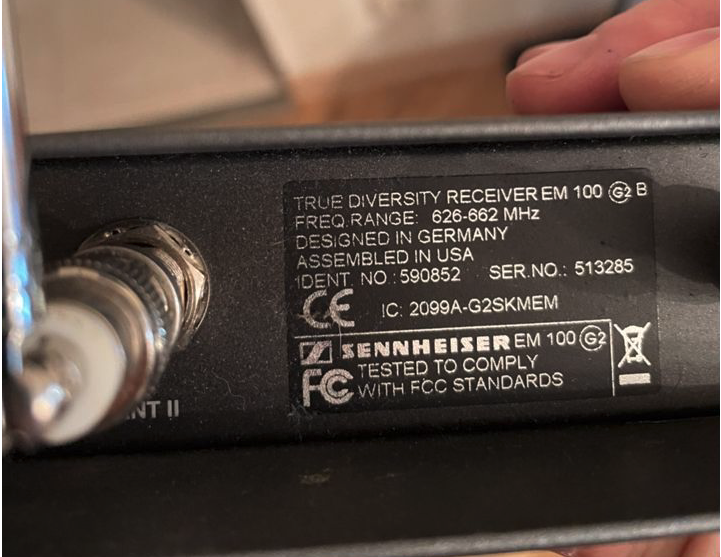 TRUE DIVERSITY RECEIVER EM 100 G2 B
FREQ.RANGE: 626-662 MHz
DESIGNED IN GERMANY
ASSEMBLED IN USA
IDENT. NO.:590852 SER.NO.: 513285
CE IC: 2099A-G2SKMEM
SENNHEISER EM 100 G2
FC TESTED TO COMPLY
WITH FCC STANDARDS
NT II